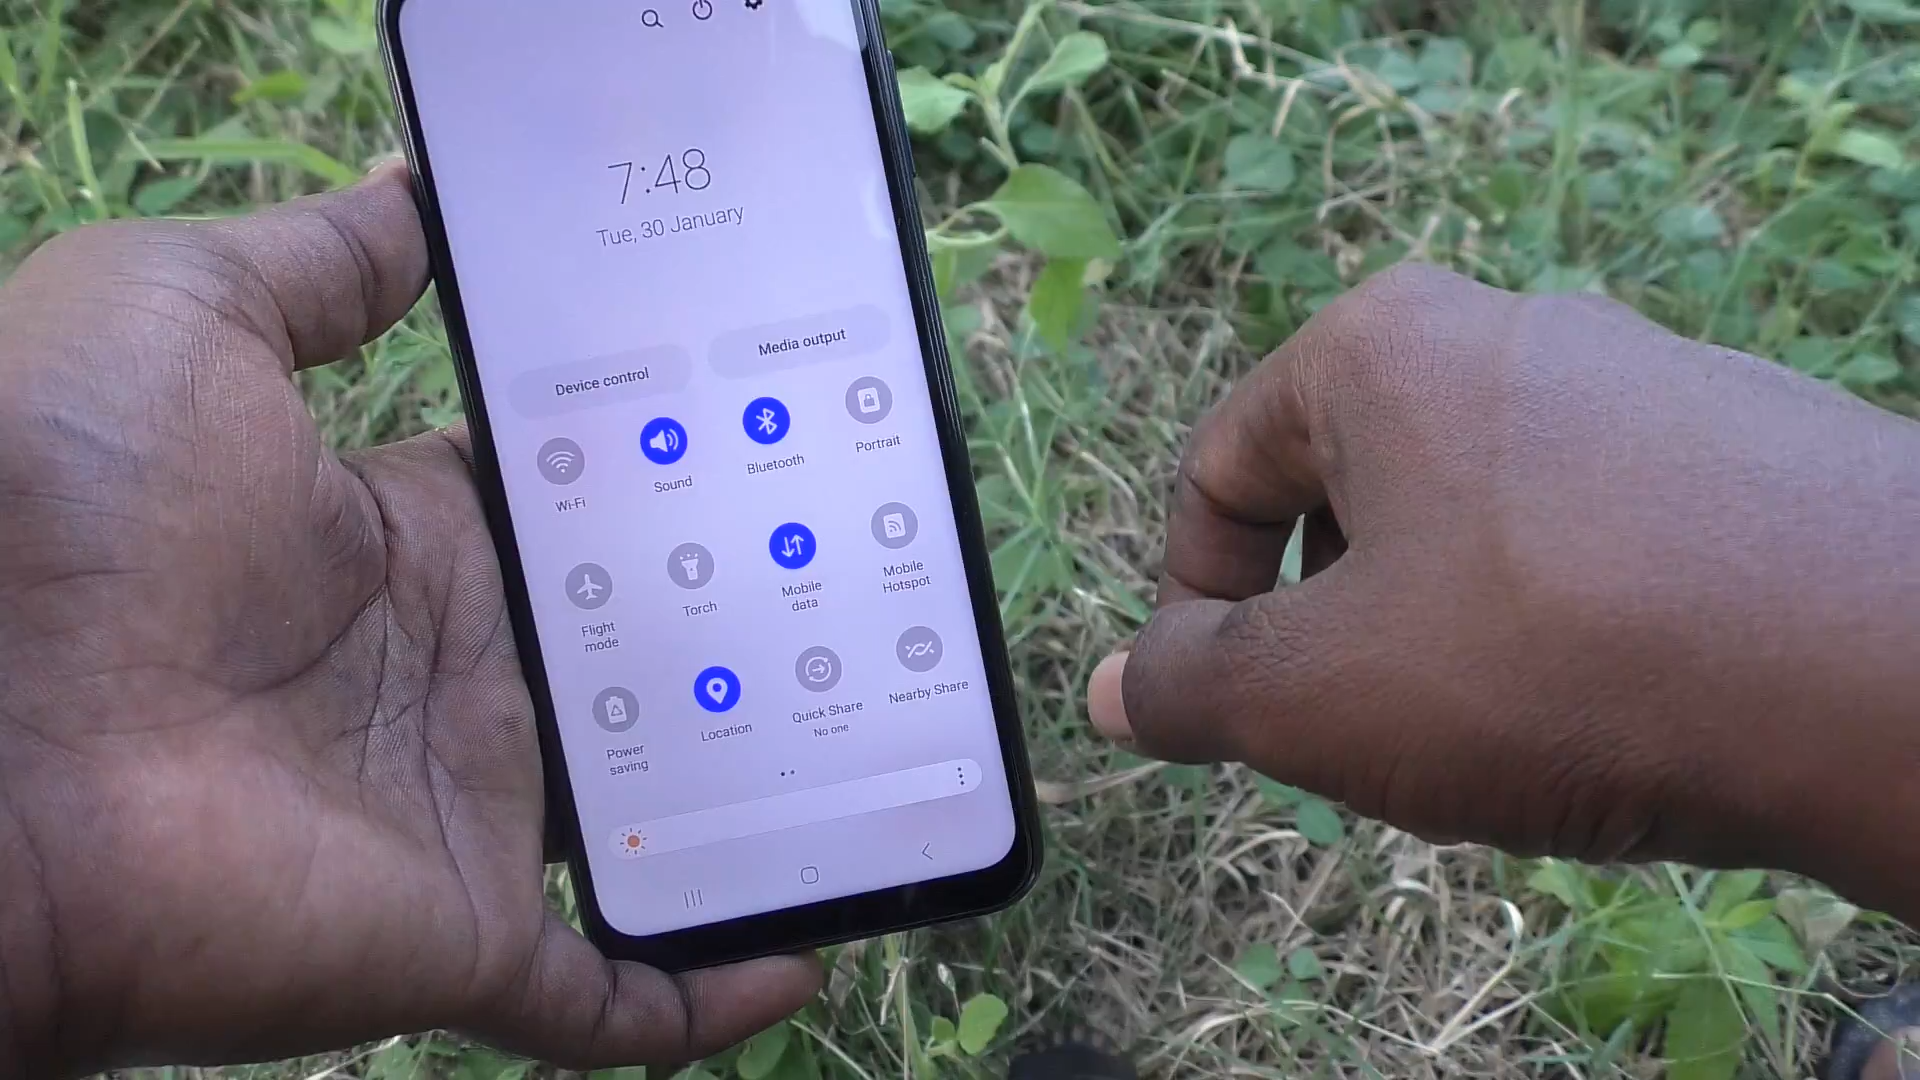 7:48
Tue, 30 January
Device control
Media output
Wi-Fi
Sound
Bluetooth
Portrait
Flight
mode
Torch
Mobile
data
Mobile
Hotspot
Power
saving
Location
Quick Share
No one
Nearby Share